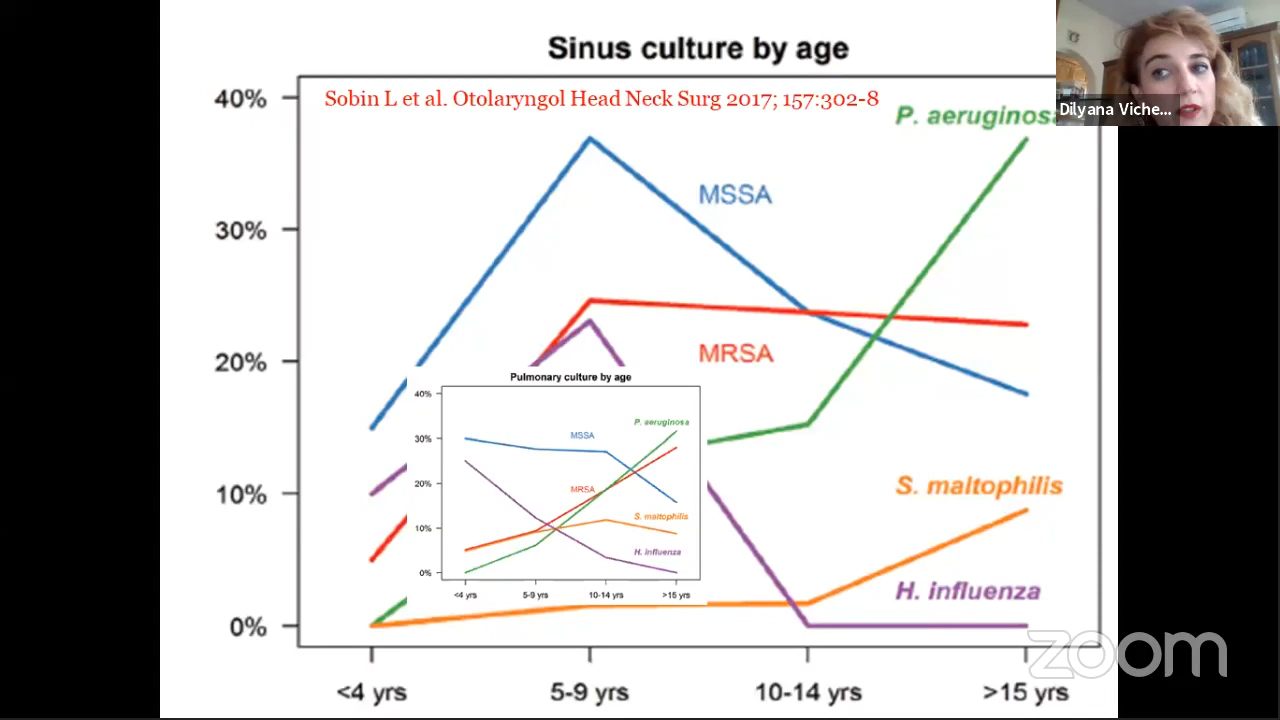 Sinus culture by age
Sobin L et al. Otolaryngol Head Neck Surg 2017; 157:302-8
40%
30%
20%
10%
0%
P. aeruginosa
MSSA
MRSA
S. maltophilis
H. influenza
<4 yrs
5-9 yrs
10-14 yrs
>15 yrs
Pulmonary culture by age
40%
30%
20%
10%
0%
P. aeruginosa
MSSA
MRSA
S. maltophilis
H. influenza
<4 yrs
5-9 yrs
10-14 yrs
>15 yrs
Dilyana Viche...
zoom